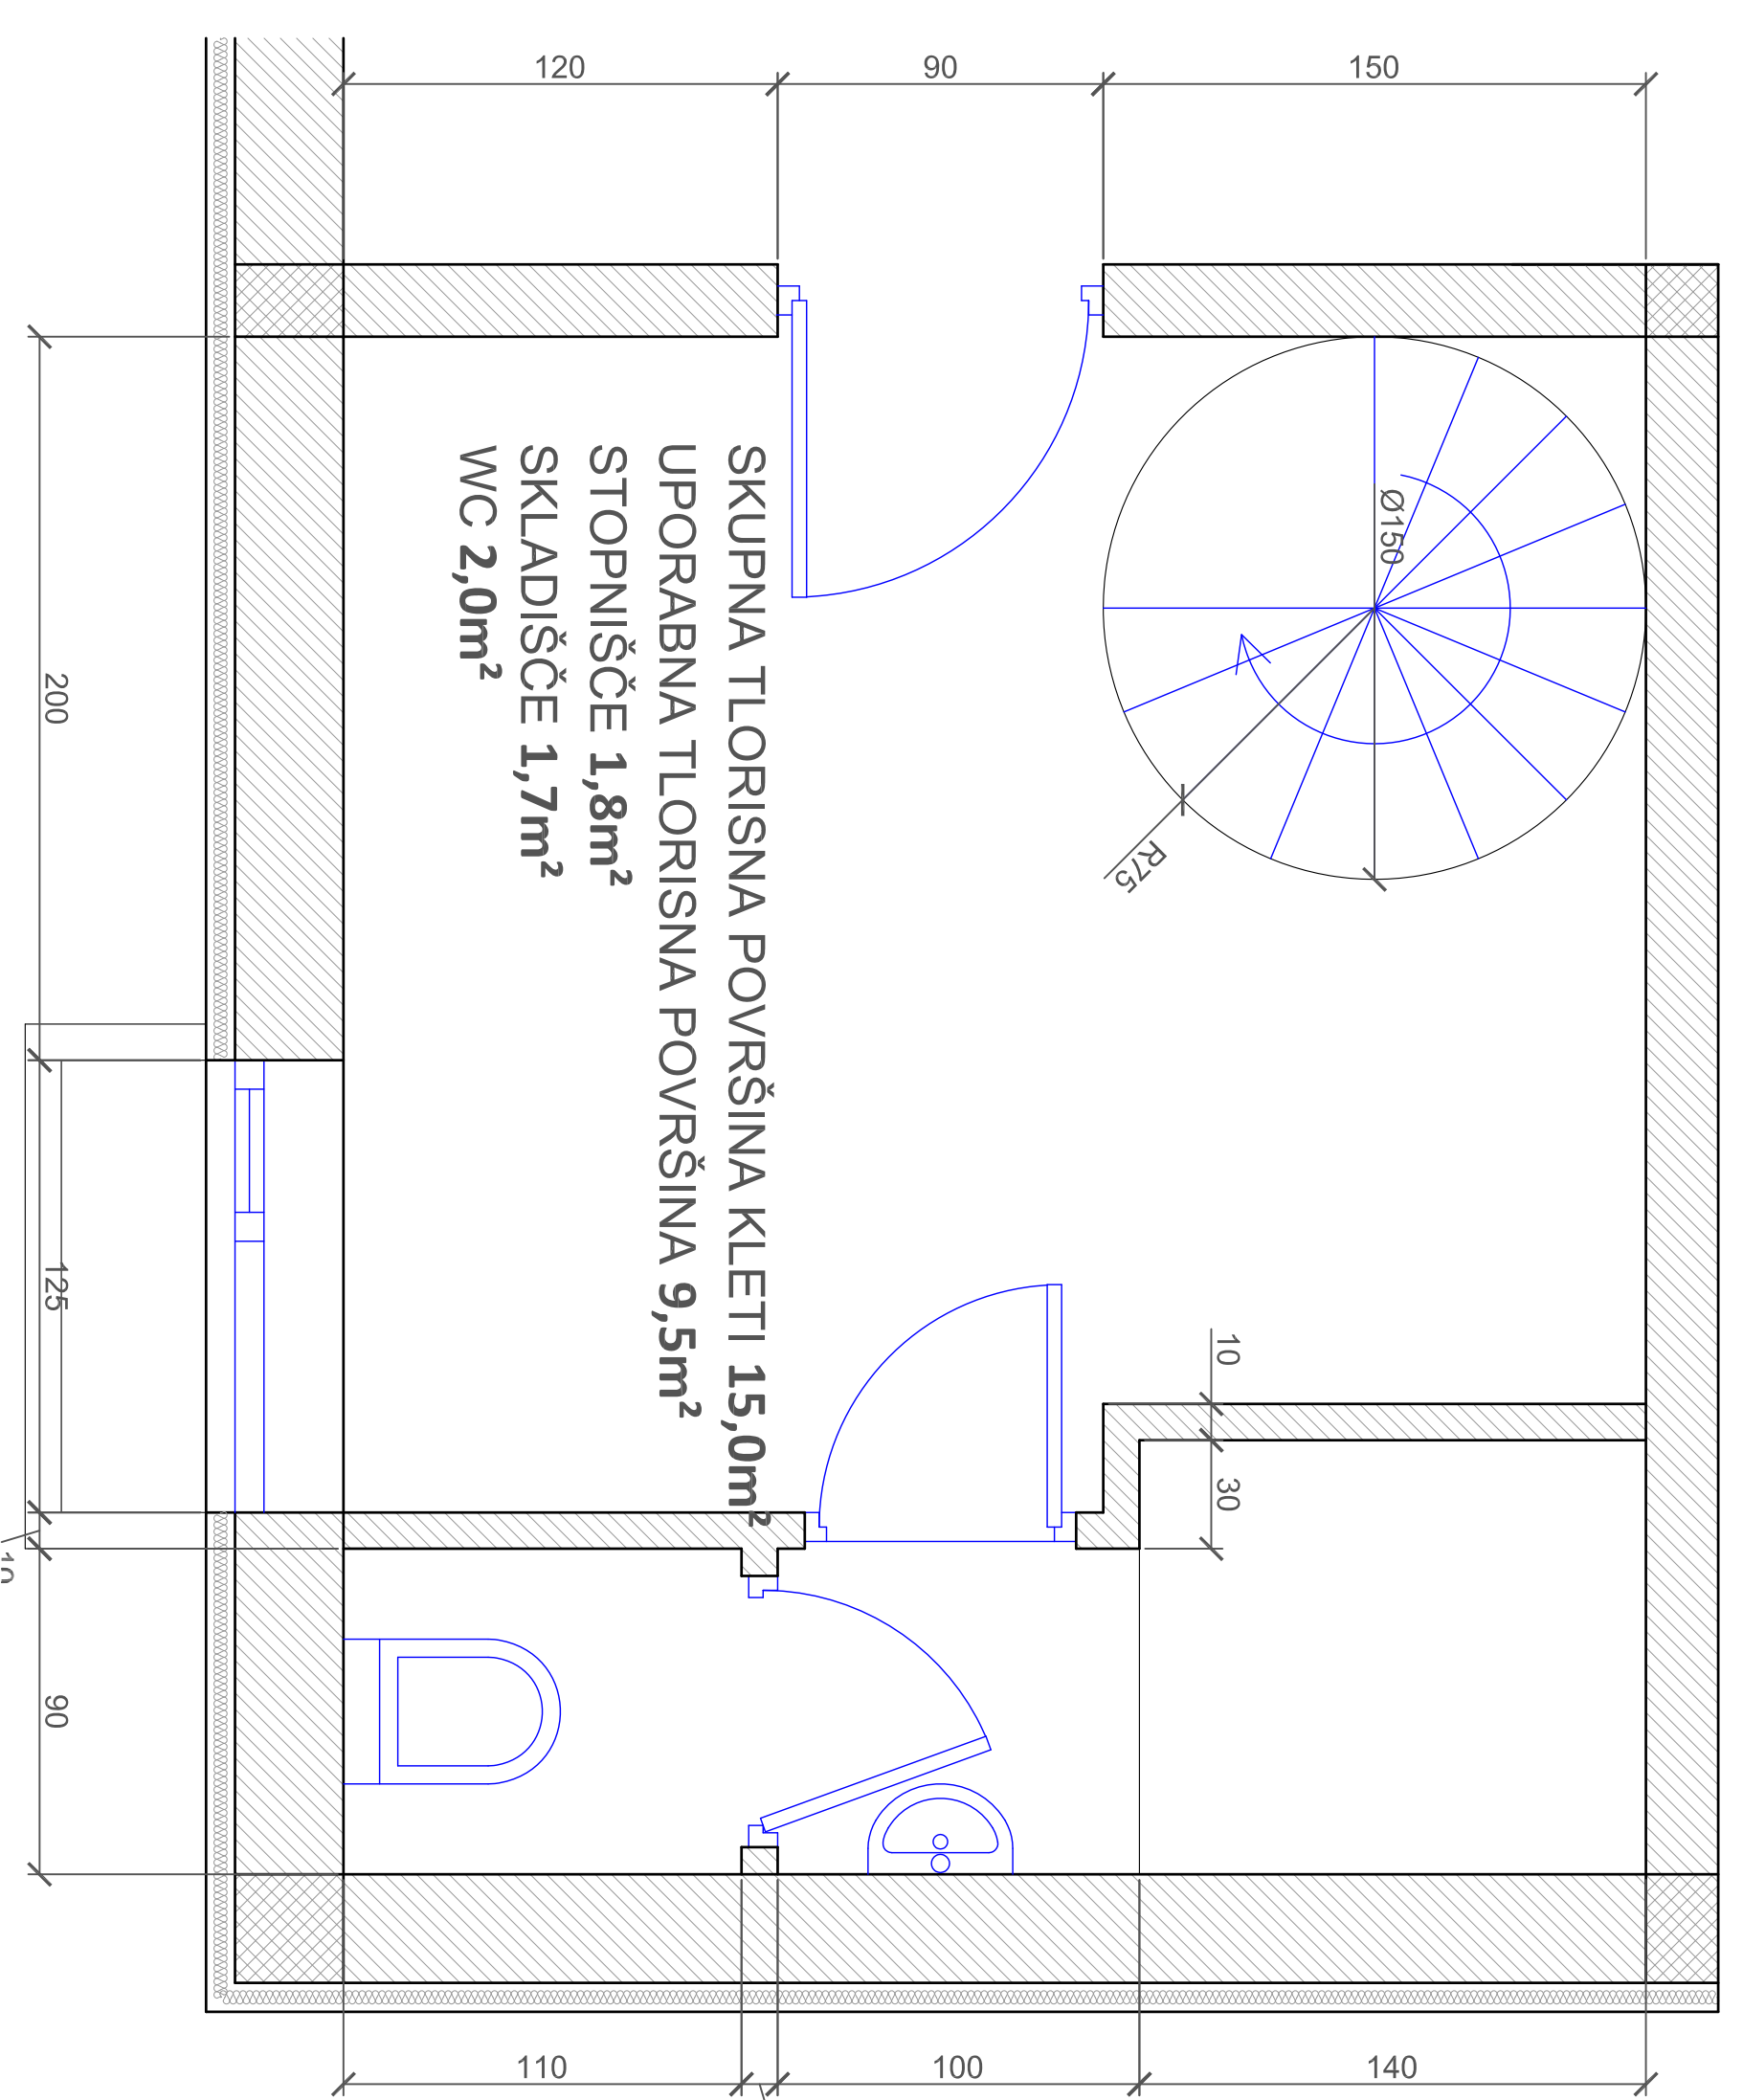 120
90
150
Ø150
R75
SKUPNA TLORISNA POVRŠINA KLETI 15,0m²
UPORABNA TLORISNA POVRŠINA 9,5m²
STOPNIŠČE 1,8m²
SKLADIŠČE 1,7m²
WC 2,0m²
200
125
10
30
10
90
110
100
140